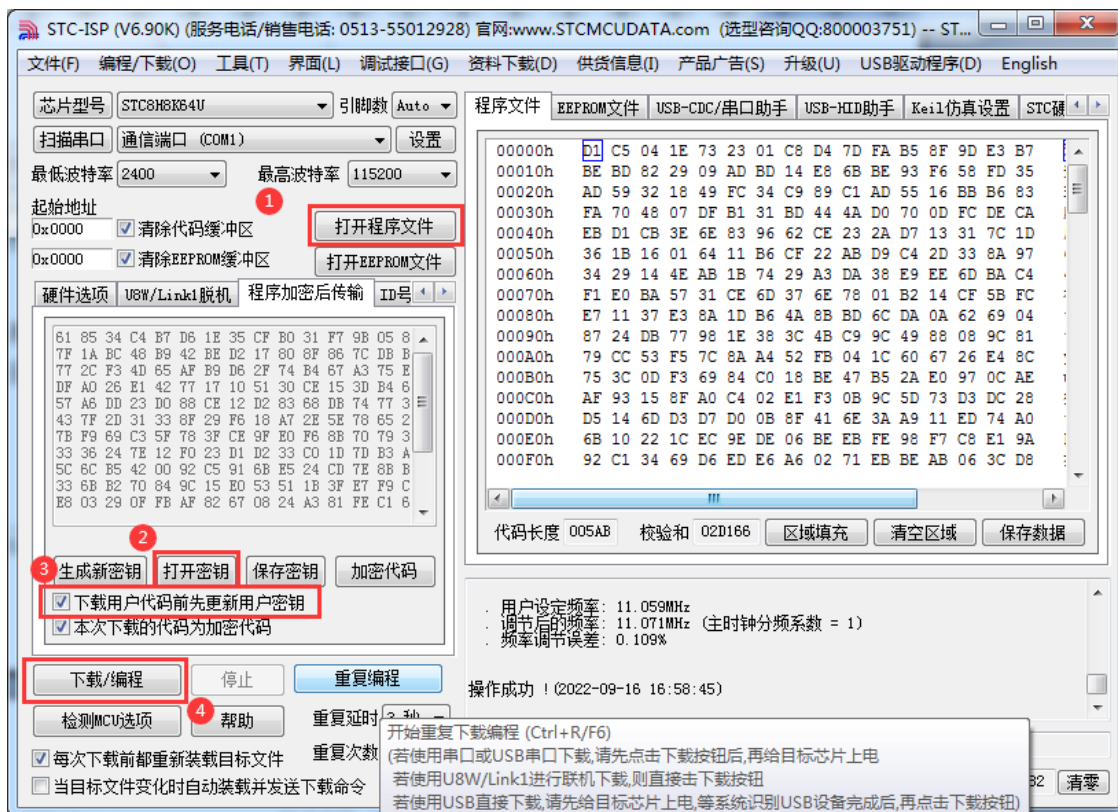 STC-ISP (V6.90K) (服务电话/销售电话: 0513-55012928) 官网:www.STCMCUDATA.com (选型咨询QQ:800003751) -- ST...
文件(F) 编程/下载(O) 工具(T) 界面(L) 调试接口(G) 资料下载(D) 供货信息(I) 产品广告(S) 升级(U) USB驱动程序(D) English
芯片型号 STC8H8K64U 引脚数 Auto
扫描串口 通信端口 (COM1) 设置
最低波特率 2400 最高波特率 115200
1
起始地址
0x0000 清除代码缓冲区 打开程序文件
0x0000 清除EEPROM缓冲区 打开EEPROM文件
硬件选项 U8W/Link1脱机 程序加密后传输 ID号
61 85 34 C4 B7 D6 1E 35 CF B0 31 F7 9B 05 8
7F 1A BC 48 B9 42 BE D2 17 80 8F 86 7C DB B
77 2C F3 4D 65 AF B9 D6 2F 74 B4 67 A3 75 E
DF A0 26 E1 42 77 17 10 51 30 CE 15 3D B4 6
57 A6 DD 23 D0 88 CE 12 D2 83 68 DB 74 77 3
43 7F 2D 31 33 8F 29 F6 18 A7 2E 5E 78 65 2
7B F9 69 C3 5F 78 3F CE 9F E0 F6 8B 70 79 3
33 36 24 7E 12 F0 23 D1 D2 33 C0 1D 7D B3 A
5C 6C B5 42 00 92 C5 91 6B E5 24 CD 7E 8B B
33 6B B2 70 84 9C 15 E0 53 51 1B 3F E7 F9 C
E8 03 29 0F FB AF 82 67 08 24 A3 81 FE C1 6
2
3
生成新密钥 打开密钥 保存密钥 加密代码
下载用户代码前先更新用户密钥
本次下载的代码为加密代码
下载/编程 停止 重复编程
4
检测MCU选项 帮助 重复延时 3 秒
每次下载前都重新装载目标文件 重复次数
当目标文件变化时自动装载并发送下载命令
程序文件 EEPROM文件 USB-CDC/串口助手 USB-HID助手 Keil仿真设置 STC硬
00000h D1 C5 04 1E 73 23 01 C8 D4 7D FA B5 8F 9D E3 B7
00010h BE BD 82 29 09 AD BD 14 E8 6B BE 93 F6 58 FD 35
00020h AD 59 32 18 49 FC 34 C9 89 C1 AD 55 16 BB B6 83
00030h FA 70 48 07 DF B1 31 BD 44 4A D0 70 0D FC DE CA
00040h EB D1 CB 3E 6E 83 96 62 CE 23 2A D7 13 31 7C 1D
00050h 36 1B 16 01 64 11 B6 CF 22 AB D9 C4 2D 33 8A 97
00060h 34 29 14 4E AB 1B 74 29 A3 DA 38 E9 EE 6D BA C4
00070h F1 E0 BA 57 31 CE 6D 37 6E 78 01 B2 14 CF 5B FC
00080h E7 11 37 E3 8A 1D B6 4A 8B BD 6C DA 0A 62 69 04
00090h 87 24 DB 77 98 1E 38 3C 4B C9 9C 49 88 08 9C 81
000A0h 79 CC 53 F5 7C 8A A4 52 FB 04 1C 60 67 26 E4 8C
000B0h 75 3C 0D F3 69 84 C0 18 BE 47 B5 2A E0 97 0C AE
000C0h AF 93 15 8F A0 C4 02 E1 F3 0B 9C 5D 73 D3 DC 28
000D0h D5 14 6D D3 D7 D0 0B 8F 41 6E 3A A9 11 ED 74 A0
000E0h 6B 10 22 1C EC 9E DE 06 BE EB FE 98 F7 C8 E1 9A
000F0h 92 C1 34 69 D6 ED E6 A6 02 71 EB BE AB 06 3C D8
代码长度 005AB 校验和 02D166 区域填充 清空区域 保存数据
. 用户设定频率: 11.059MHz
. 调节后的频率: 11.071MHz (主时钟分频系数 = 1)
. 频率调节误差: 0.109%
操作成功 !(2022-09-16 16:58:45)
开始重复下载编程 (Ctrl+R/F6)
(若使用串口或USB串口下载,请先点击下载按钮后,再给目标芯片上电
若使用U8W/Link1进行联机下载,则直接击下载按钮
若使用USB直接下载,请先给目标芯片上电,等系统识别USB设备完成后,再点击下载按钮)
82 清零